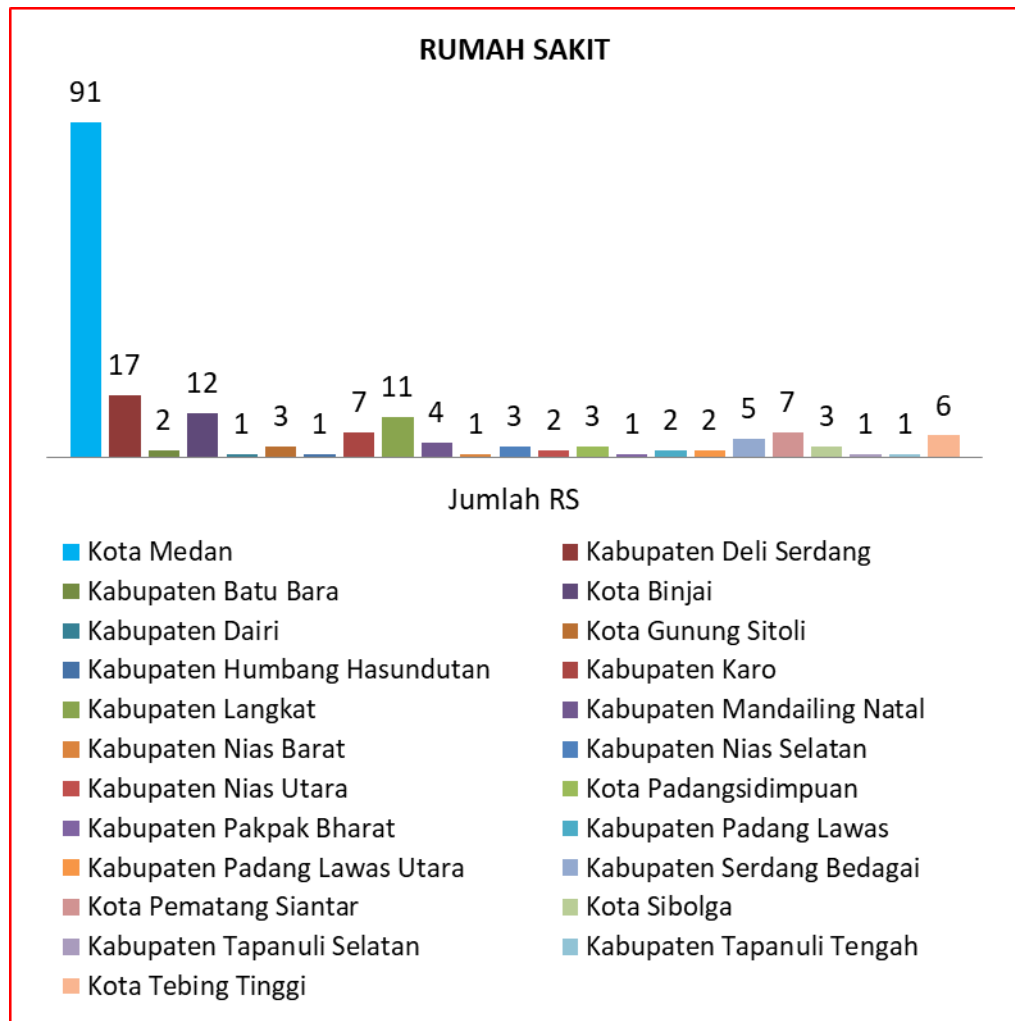 RUMAH SAKIT
91
17
2
12
1
3
1
7
11
4
1
3
2
3
1
2
2
5
7
3
1
1
6
Jumlah RS
Kota Medan
Kabupaten Deli Serdang
Kabupaten Batu Bara
Kota Binjai
Kabupaten Dairi
Kota Gunung Sitoli
Kabupaten Humbang Hasundutan
Kabupaten Karo
Kabupaten Langkat
Kabupaten Mandailing Natal
Kabupaten Nias Barat
Kabupaten Nias Selatan
Kabupaten Nias Utara
Kota Padangsidimpuan
Kabupaten Pakpak Bharat
Kabupaten Padang Lawas
Kabupaten Padang Lawas Utara
Kabupaten Serdang Bedagai
Kota Pematang Siantar
Kota Sibolga
Kabupaten Tapanuli Selatan
Kabupaten Tapanuli Tengah
Kota Tebing Tinggi